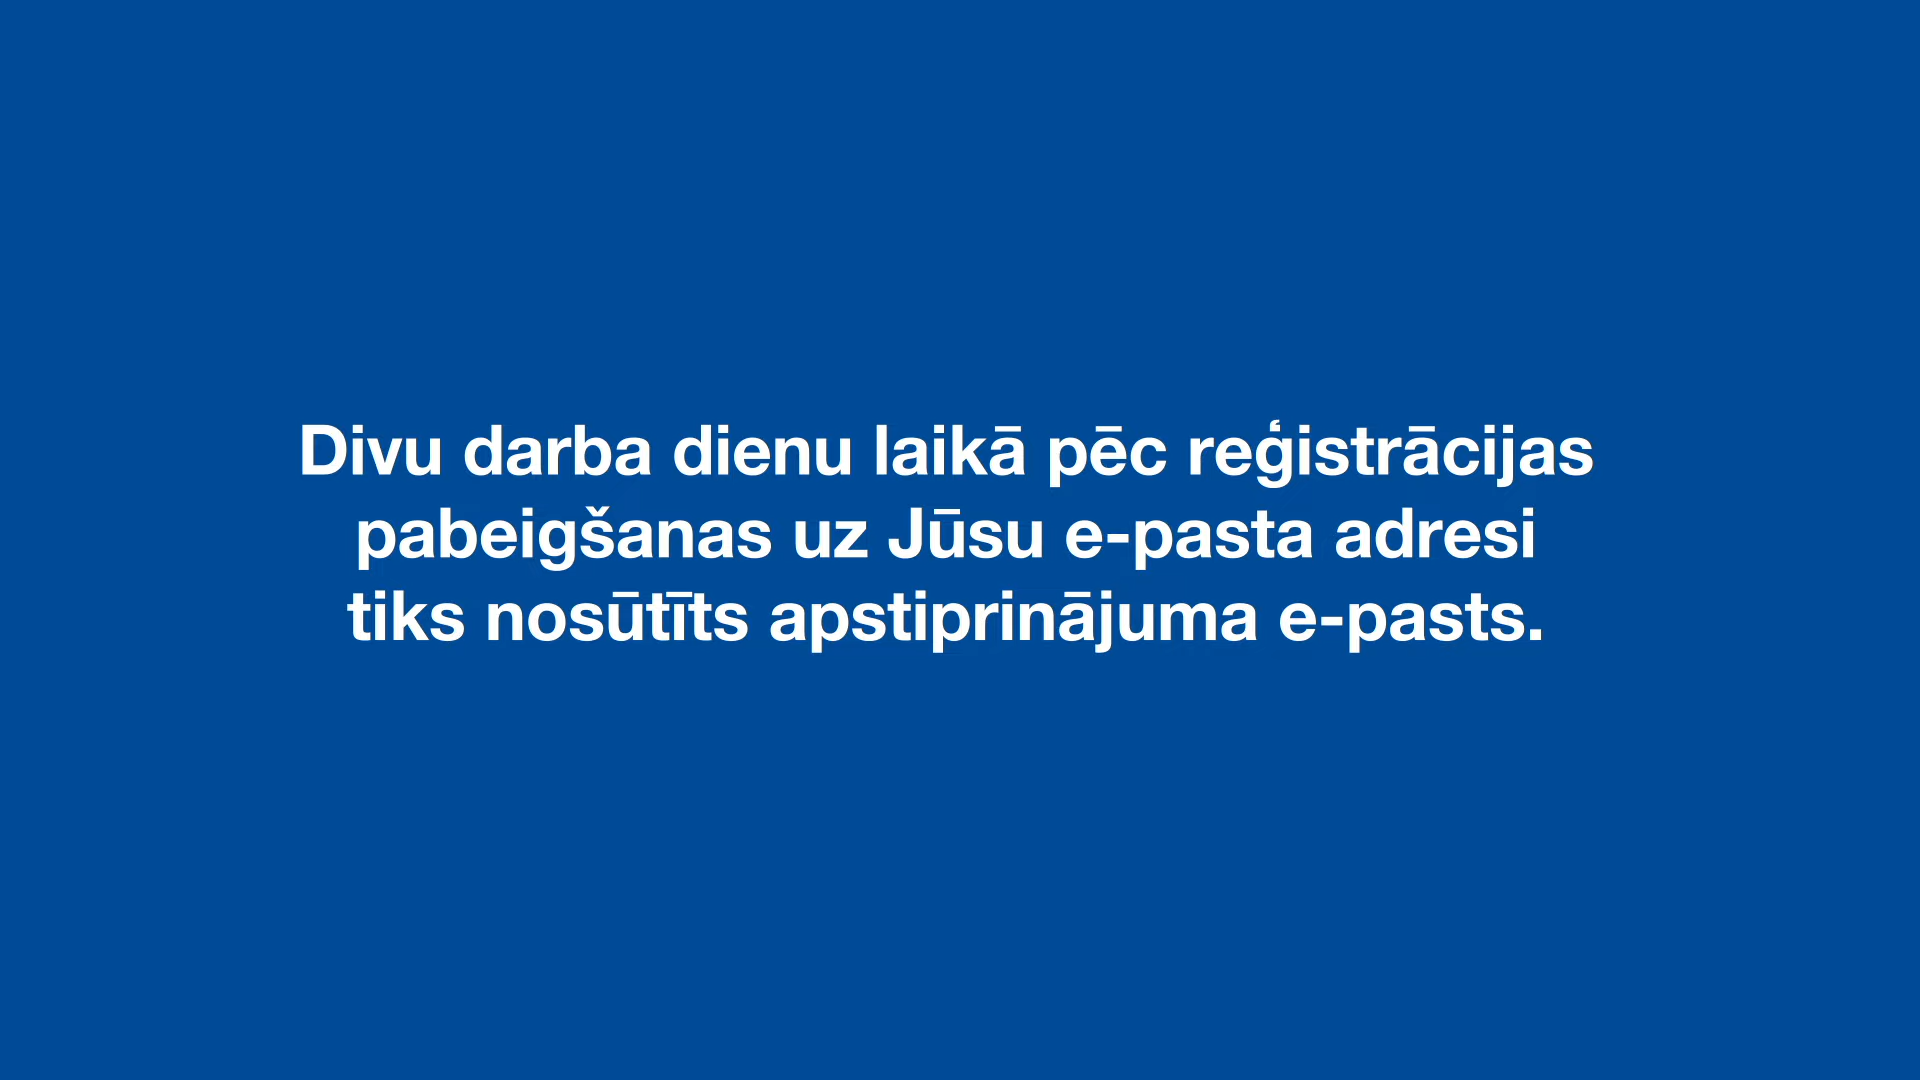 Divu darba dienu laikā pēc reģistrācijas
pabeigšanas uz Jūsu e-pasta adresi
tiks nosūtīts apstiprinājuma e-pasts.